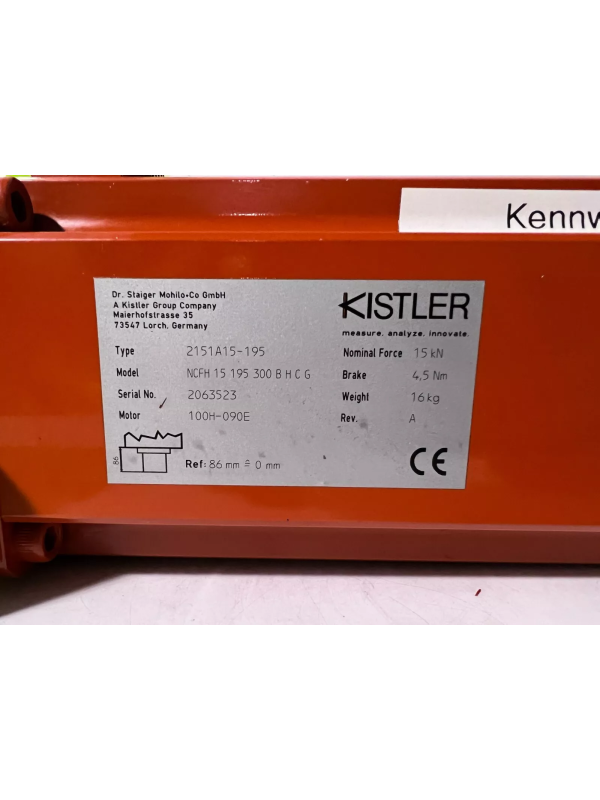 Kennw
Dr. Staiger Mohilo+Co GmbH
A Kistler Group Company
Maierhofstrasse 35
73547 Lorch, Germany
KISTLER
measure. analyze. innovate.
Type 2151A15-195
Model NCFH 15 195 300 B H C G
Serial No. 2063523
Motor 100H-090E
Nominal Force 15 kN
Brake 4,5 Nm
Weight 16 kg
Rev. A
86
Ref: 86 mm ≙ 0 mm
CE